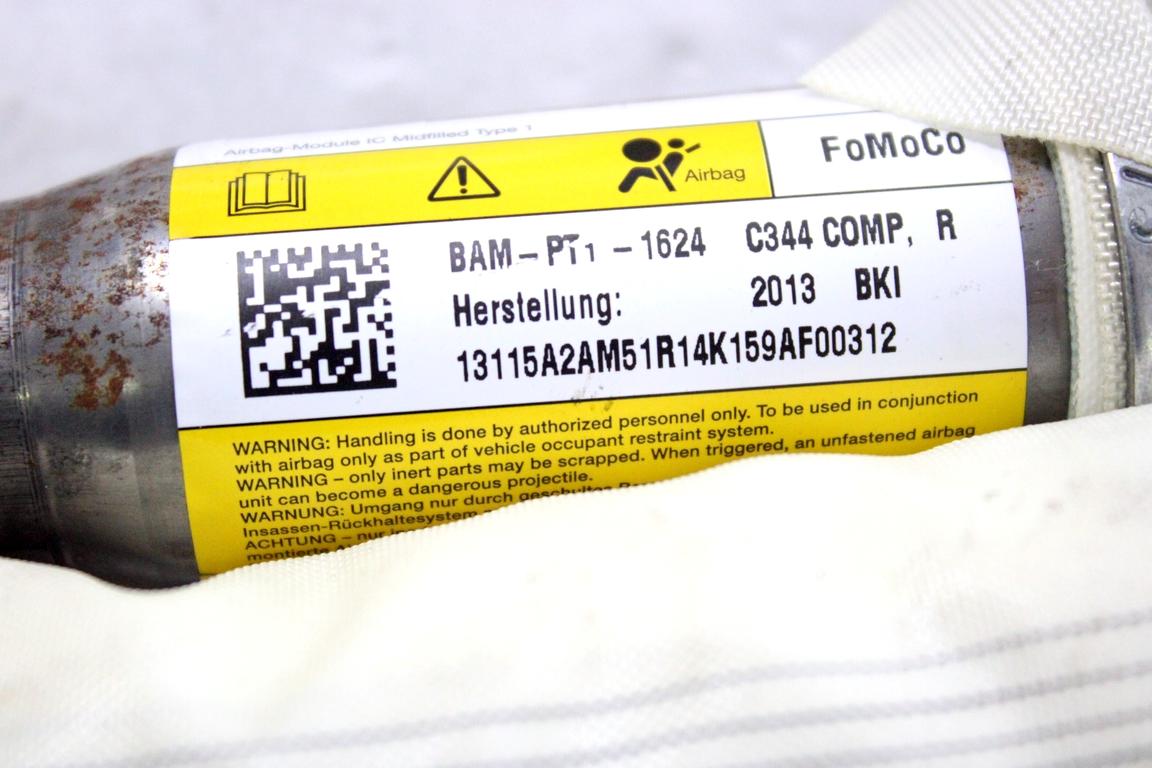 Airbag-Module IC Midfilled Type 1
Airbag
FoMoCo
BAM-PT1 -1624 C344 COMP, R
Herstellung: 2013 BKI
13115A2AM51R14K159AF00312
WARNING: Handling is done by authorized personnel only. To be used in conjunction
with airbag only as part of vehicle occupant restraint system.
WARNING – only inert parts may be scrapped. When triggered, an unfastened airbag
unit can become a dangerous projectile.
WARNUNG: Umgang nur durch geschultes
Insassen-Rückhaltesystem
ACHTUNG – nur
montierte